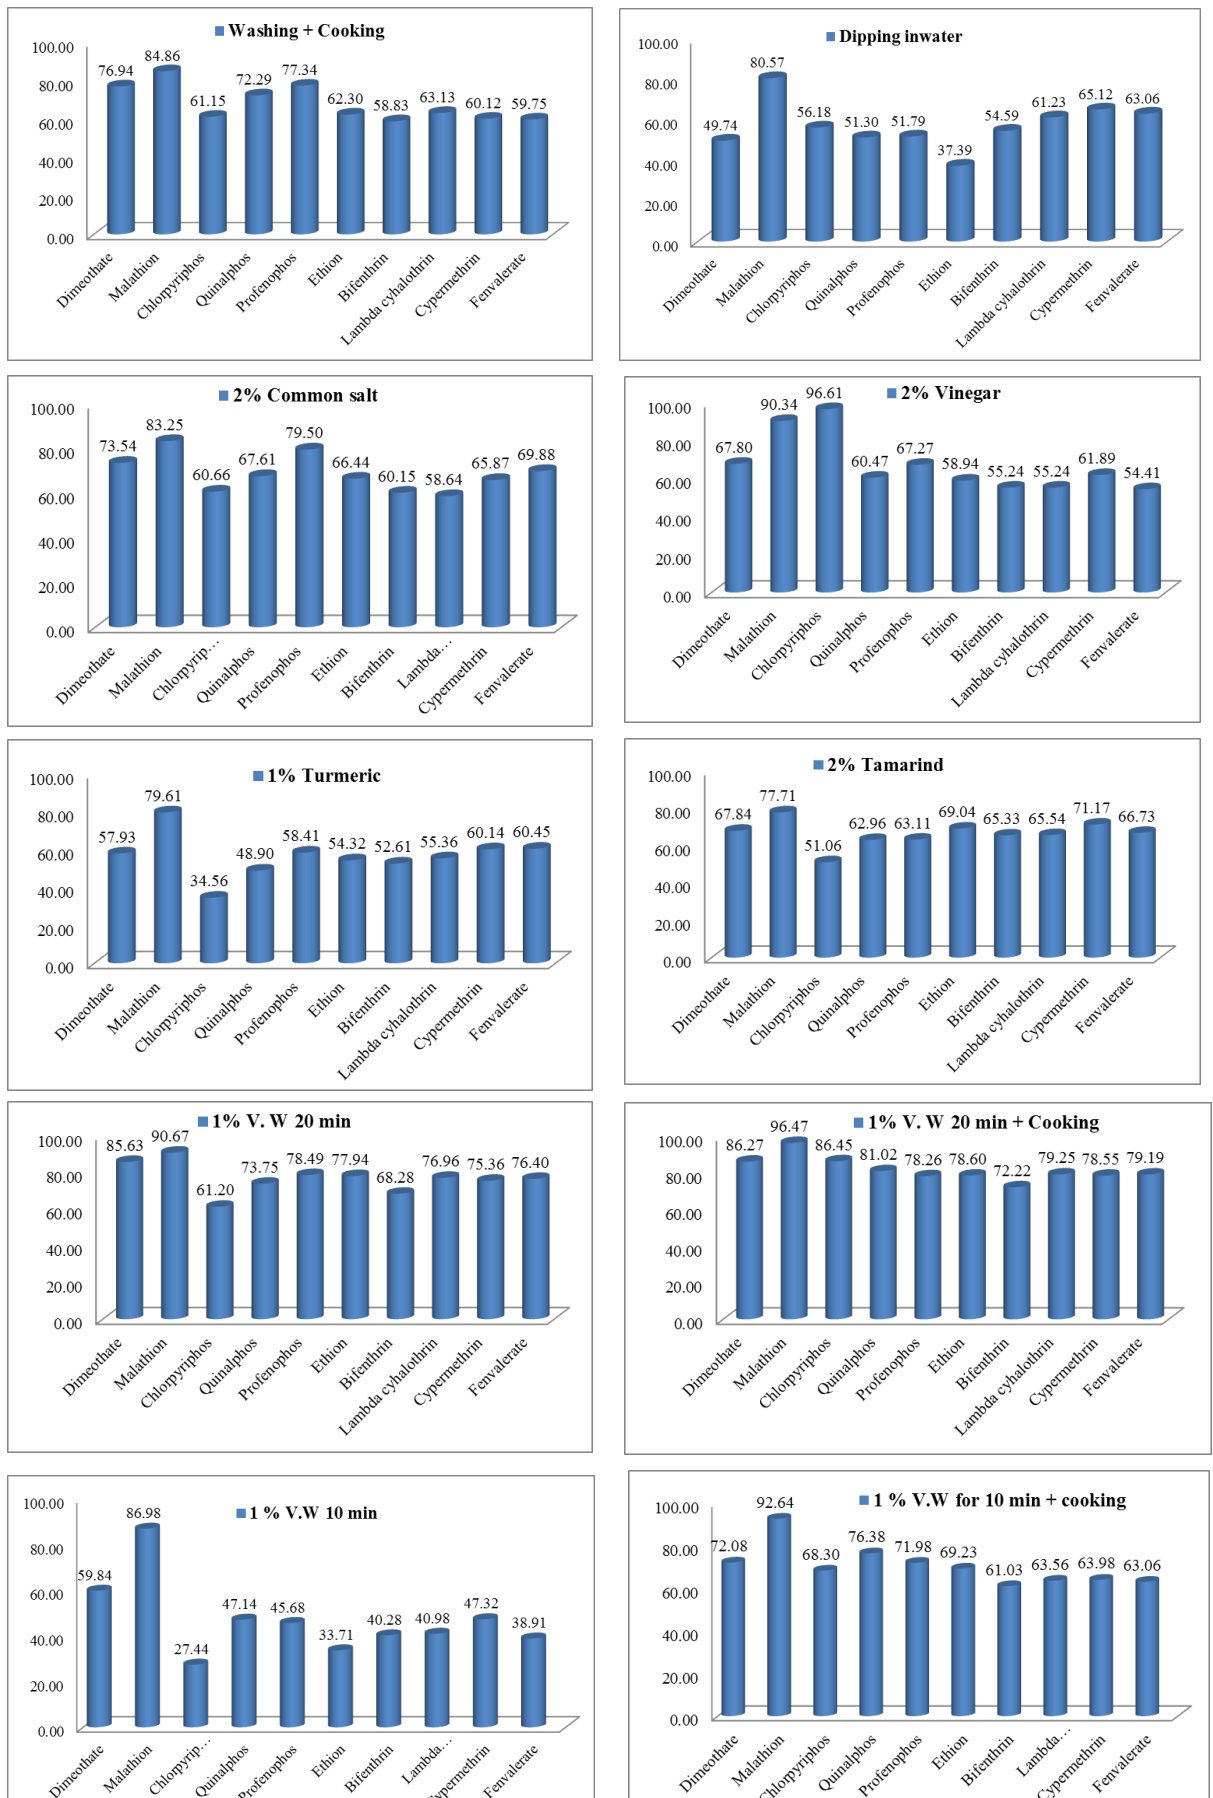 Washing + Cooking
100.00
80.00
60.00
40.00
20.00
0.00
76.94 84.86 61.15 72.29 77.34 62.30 58.83 63.13 60.12 59.75
Dimeothate Malathion Chlorpyriphos Quinalphos Profenophos Ethion Bifenthrin Lambda cyhalothrin Cypermethrin Fenvalerate
Dipping inwater
100.00
80.00
60.00
40.00
20.00
0.00
49.74 80.57 56.18 51.30 51.79 37.39 54.59 61.23 65.12 63.06
Dimeothate Malathion Chlorpyriphos Quinalphos Profenophos Ethion Bifenthrin Lambda cyhalothrin Cypermethrin Fenvalerate
2% Common salt
100.00
80.00
60.00
40.00
20.00
0.00
73.54 83.25 60.66 67.61 79.50 66.44 60.15 58.64 65.87 69.88
Dimeothate Malathion Chlorpyrip… Quinalphos Profenophos Ethion Bifenthrin Lambda… Cypermethrin Fenvalerate
2% Vinegar
100.00
80.00
60.00
40.00
20.00
0.00
67.80 90.34 96.61 60.47 67.27 58.94 55.24 55.24 61.89 54.41
Dimeothate Malathion Chlorpyriphos Quinalphos Profenophos Ethion Bifenthrin Lambda cyhalothrin Cypermethrin Fenvalerate
1% Turmeric
100.00
80.00
60.00
40.00
20.00
0.00
57.93 79.61 34.56 48.90 58.41 54.32 52.61 55.36 60.14 60.45
Dimeothate Malathion Chlorpyriphos Quinalphos Profenophos Ethion Bifenthrin Lambda cyhalothrin Cypermethrin Fenvalerate
2% Tamarind
100.00
80.00
60.00
40.00
20.00
0.00
67.84 77.71 51.06 62.96 63.11 69.04 65.33 65.54 71.17 66.73
Dimeothate Malathion Chlorpyriphos Quinalphos Profenophos Ethion Bifenthrin Lambda cyhalothrin Cypermethrin Fenvalerate
1% V. W 20 min
100.00
80.00
60.00
40.00
20.00
0.00
85.63 90.67 61.20 73.75 78.49 77.94 68.28 76.96 75.36 76.40
Dimeothate Malathion Chlorpyriphos Quinalphos Profenophos Ethion Bifenthrin Lambda cyhalothrin Cypermethrin Fenvalerate
1% V. W 20 min + Cooking
100.00
80.00
60.00
40.00
20.00
0.00
86.27 96.47 86.45 81.02 78.26 78.60 72.22 79.25 78.55 79.19
Dimeothate Malathion Chlorpyriphos Quinalphos Profenophos Ethion Bifenthrin Lambda cyhalothrin Cypermethrin Fenvalerate
1 % V.W 10 min
100.00
80.00
60.00
40.00
20.00
0.00
59.84 86.98 27.44 47.14 45.68 33.71 40.28 40.98 47.32 38.91
Dimeothate Malathion Chlorpyrip… Quinalphos Profenophos Ethion Bifenthrin Lambda… ypermethrin Fenvalerate
1 % V.W for 10 min + cooking
100.00
80.00
60.00
40.00
20.00
0.00
72.08 92.64 68.30 76.38 71.98 69.23 61.03 63.56 63.98 63.06
Dimeothate Malathion Chlorpyriphos Quinalphos Profenophos Ethion Bifenthrin Lambda… Cypermethrin Fenvalerate